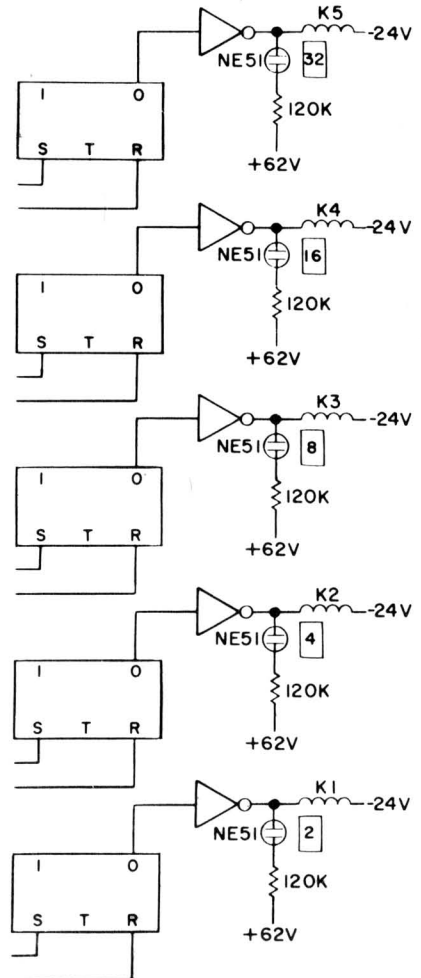 K5
-24V
NE51 32
I O
120K
S T R
+62V
K4
-24V
NE51 16
I O
120K
S T R
+62V
K3
-24V
NE51 8
I O
120K
S T R
+62V
K2
-24V
NE51 4
I O
120K
S T R
+62V
K1
-24V
NE51 2
I O
120K
S T R
+62V